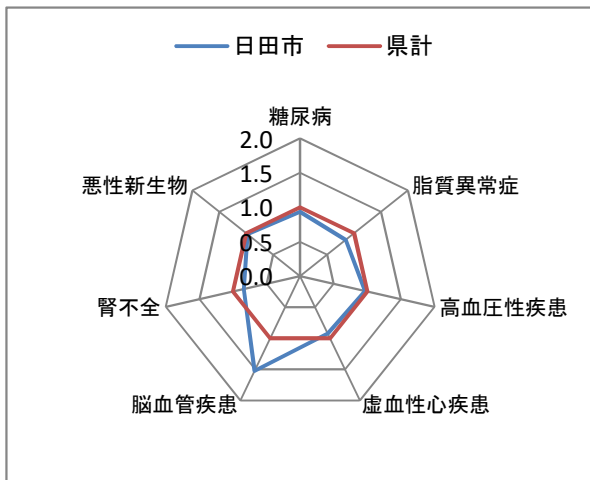 日田市 県計
糖尿病
2.0
1.5
1.0
0.5
0.0
脂質異常症
高血圧性疾患
虚血性心疾患
脳血管疾患
腎不全
悪性新生物